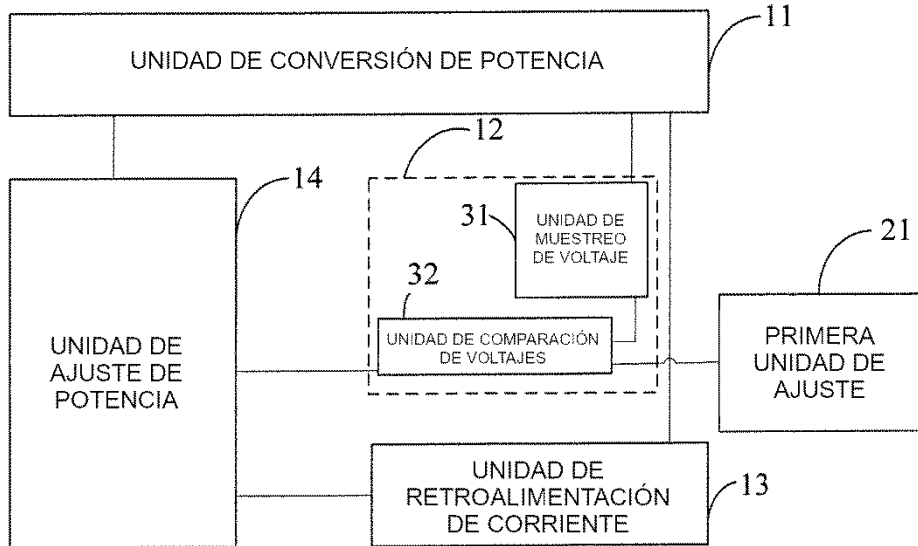 11
UNIDAD DE CONVERSIÓN DE POTENCIA
12
14
31
UNIDAD DE
MUESTREO
DE VOLTAJE
21
32
UNIDAD DE COMPARACIÓN
DE VOLTAJES
UNIDAD DE
AJUSTE DE
POTENCIA
PRIMERA
UNIDAD DE
AJUSTE
UNIDAD DE
RETROALIMENTACIÓN
DE CORRIENTE
13